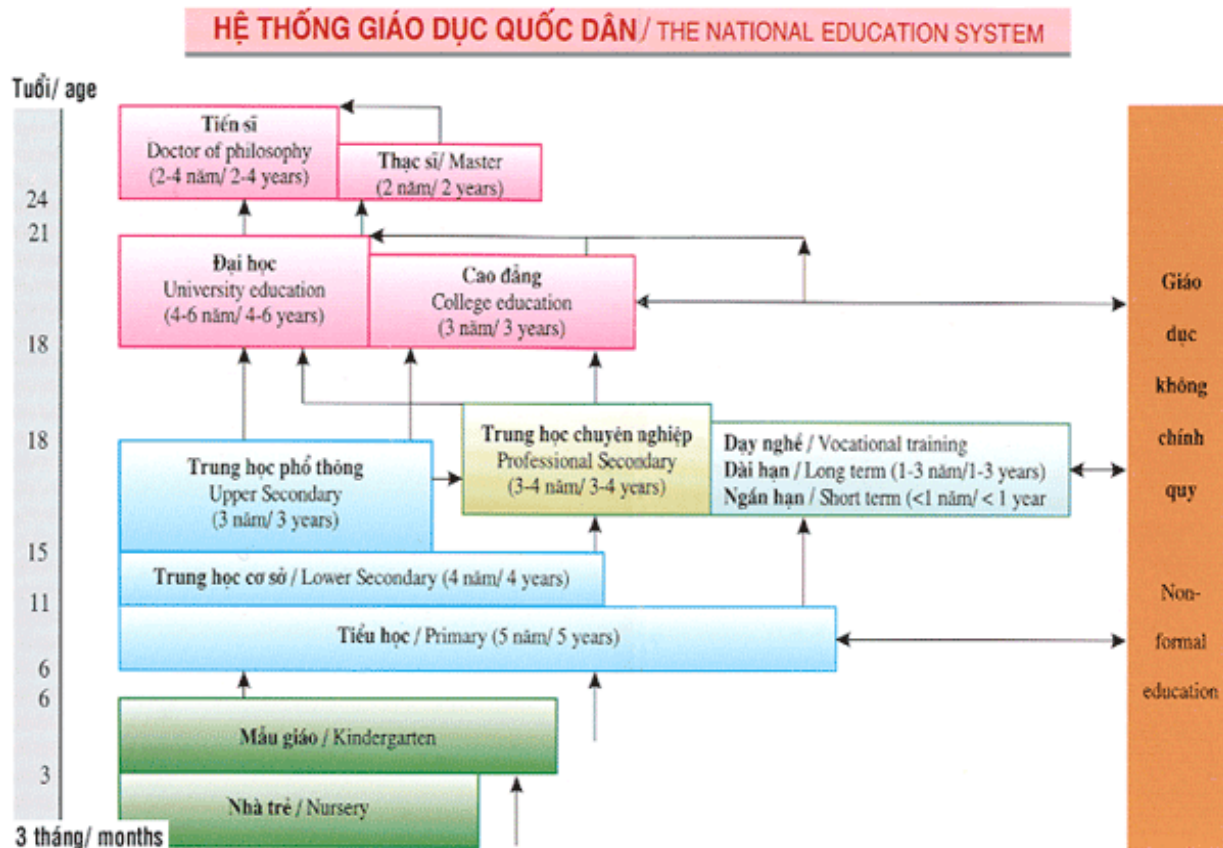 HỆ THỐNG GIÁO DỤC QUỐC DÂN/ THE NATIONAL EDUCATION SYSTEM
Tuổi/ age
Tiến sĩ
Doctor of philosophy
(2-4 năm/ 2-4 years)
Thạc sĩ/ Master
(2 năm/ 2 years)
24
21
Đại học
University education
(4-6 năm/ 4-6 years)
Cao đẳng
College education
(3 năm/ 3 years)
18
18
Trung học phổ thông
Upper Secondary
(3 năm/ 3 years)
Trung học chuyên nghiệp
Professional Secondary
(3-4 năm/ 3-4 years)
Dạy nghề / Vocational training
Dài hạn / Long term (1-3 năm/1-3 years)
Ngắn hạn / Short term (<1 năm/ < 1 year
15
Trung học cơ sở / Lower Secondary (4 năm/ 4 years)
11
Tiểu học / Primary (5 năm/ 5 years)
6
6
Mẫu giáo / Kindergarten
3
Nhà trẻ / Nursery
3 tháng/ months
Giáo
dục
không
chính
quy
Non-
formal
education